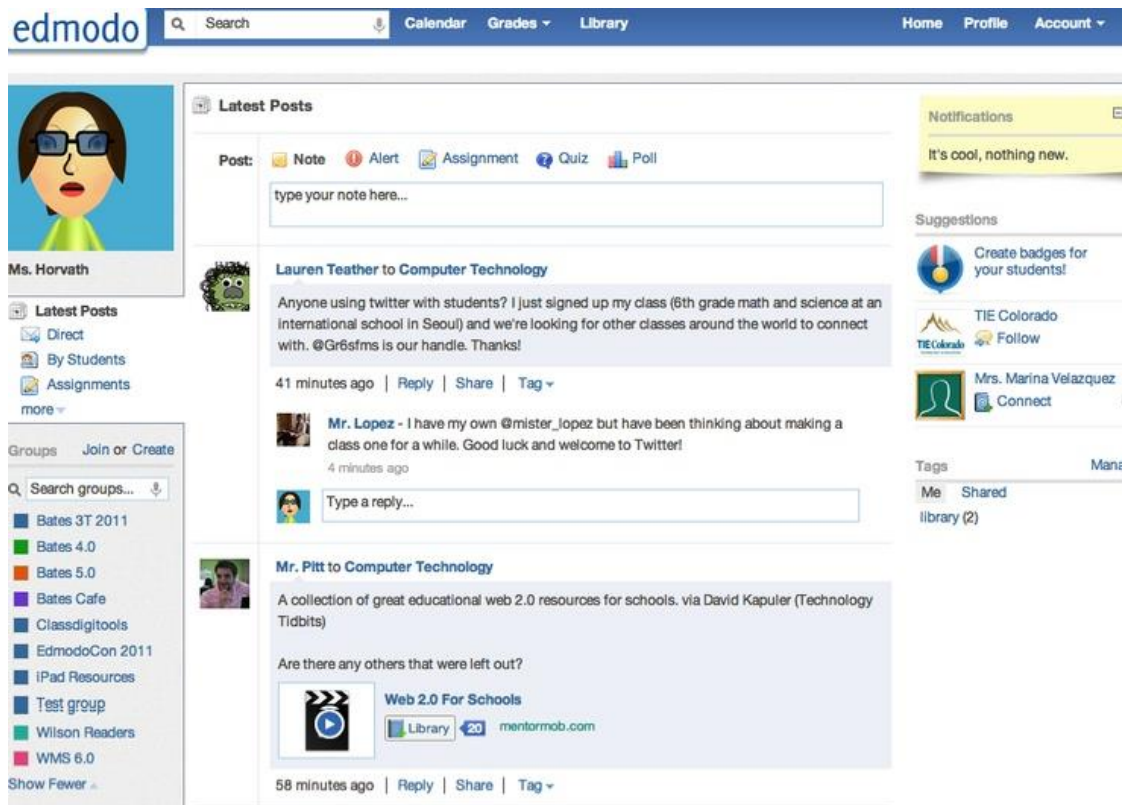 edmodo
Search
Calendar Grades Library
Home Profile Account
Ms. Horvath
Latest Posts
Direct
By Students
Assignments
more
Groups Join or Create
Search groups...
Bates 3T 2011
Bates 4.0
Bates 5.0
Bates Cafe
Classdigitools
EdmodoCon 2011
iPad Resources
Test group
Wilson Readers
WMS 6.0
Show Fewer
Latest Posts
Post: Note Alert Assignment Quiz Poll
type your note here...
Lauren Teather to Computer Technology
Anyone using twitter with students? I just signed up my class (6th grade math and science at an
international school in Seoul) and we're looking for other classes around the world to connect
with. @Gr6sfms is our handle. Thanks!
41 minutes ago | Reply | Share | Tag
Mr. Lopez - I have my own @mister_lopez but have been thinking about making a
class one for a while. Good luck and welcome to Twitter!
4 minutes ago
Type a reply...
Mr. Pitt to Computer Technology
A collection of great educational web 2.0 resources for schools. via David Kapuler (Technology
Tidbits)
Are there any others that were left out?
Web 2.0 For Schools
Library 20 mentormob.com
58 minutes ago | Reply | Share | Tag
Notifications
It's cool, nothing new.
Suggestions
Create badges for
your students!
TIE Colorado
TIE Colorado
Follow
Mrs. Marina Velazquez
Connect
Tags Mana
Me Shared
library (2)